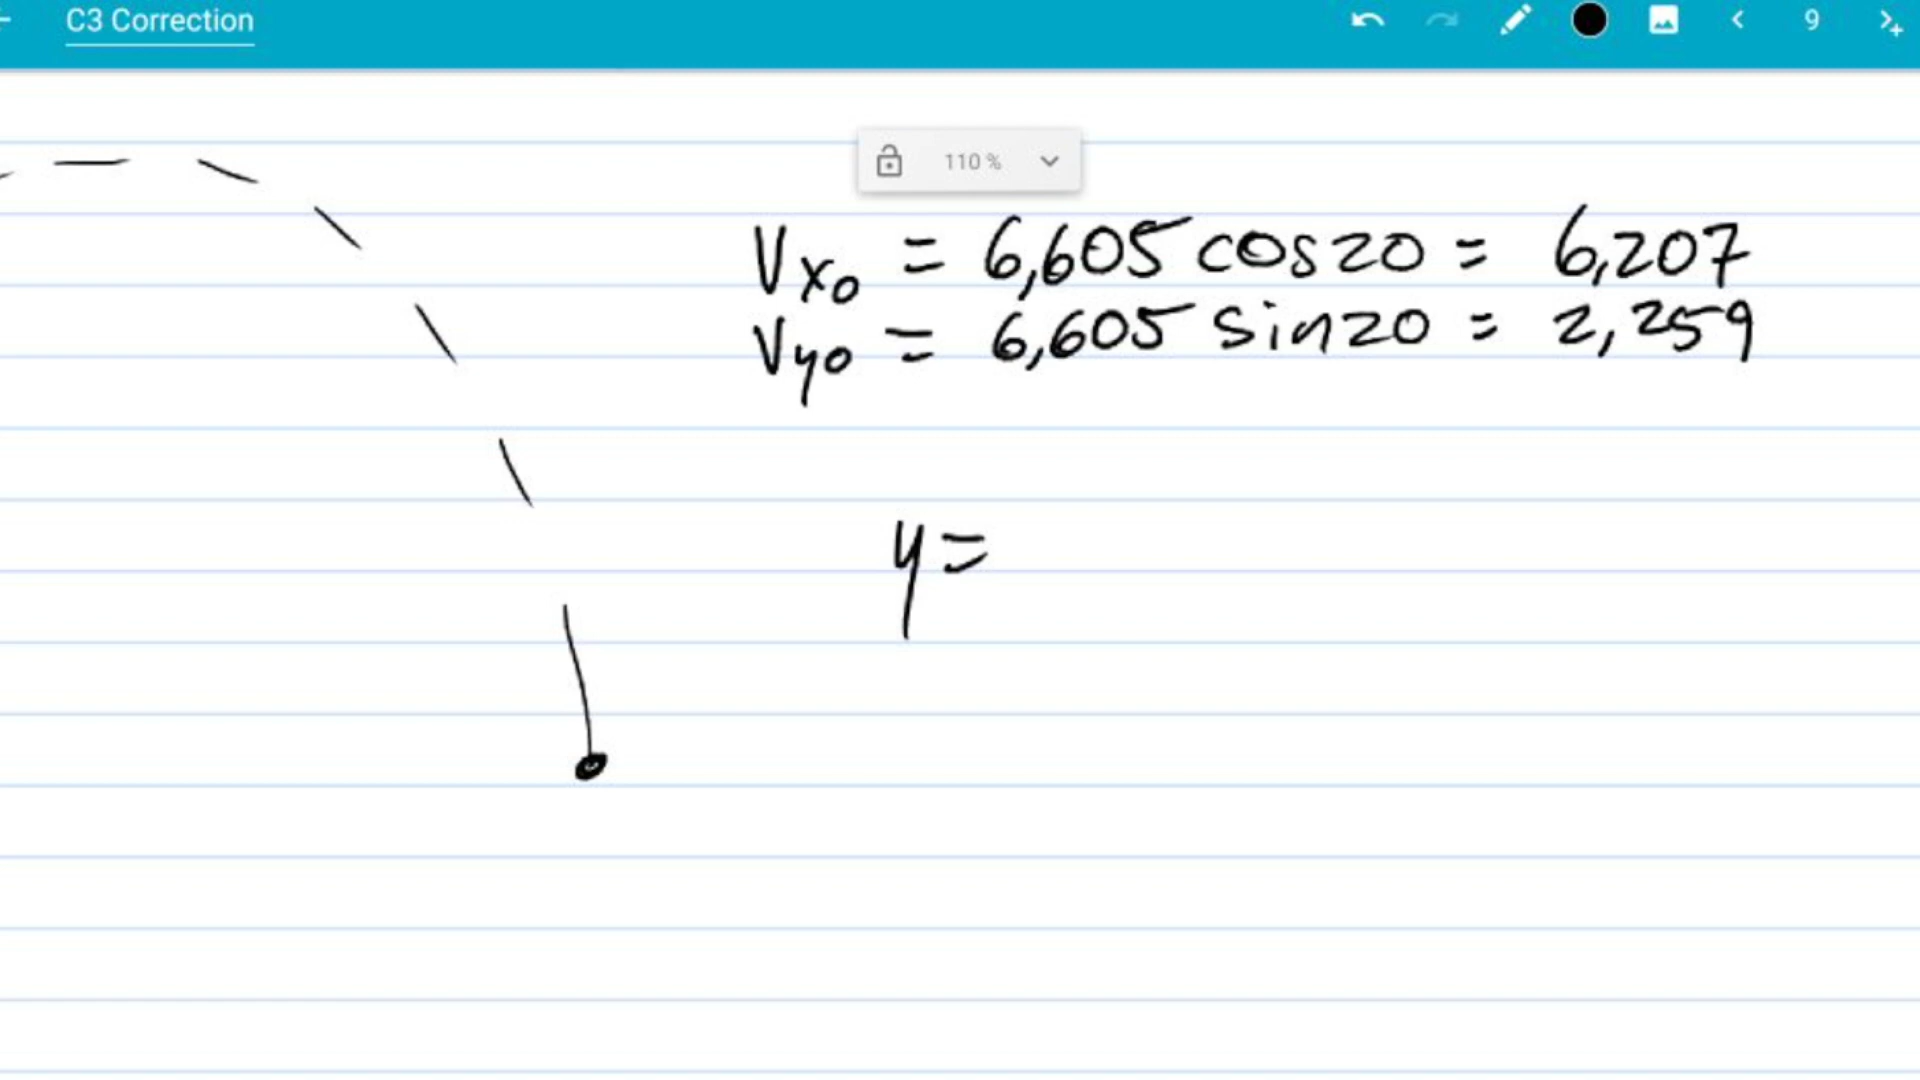 C3 Correction
9
110 %
Vx₀ = 6,605 cos20 = 6,207
Vy₀ = 6,605 sin20 = 2,259
y=